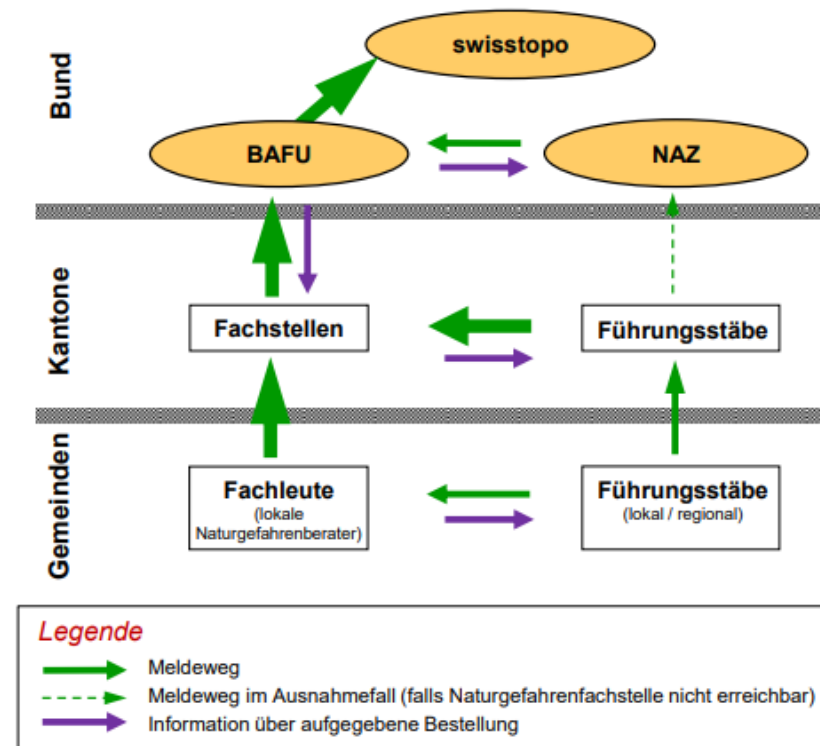 Bund
swisstopo
BAFU
NAZ
Kantone
Fachstellen
Führungsstäbe
Gemeinden
Fachleute
(lokale
Naturgefahrenberater)
Führungsstäbe
(lokal / regional)
Legende
Meldeweg
Meldeweg im Ausnahmefall (falls Naturgefahrenfachstelle nicht erreichbar)
Information über aufgegebene Bestellung